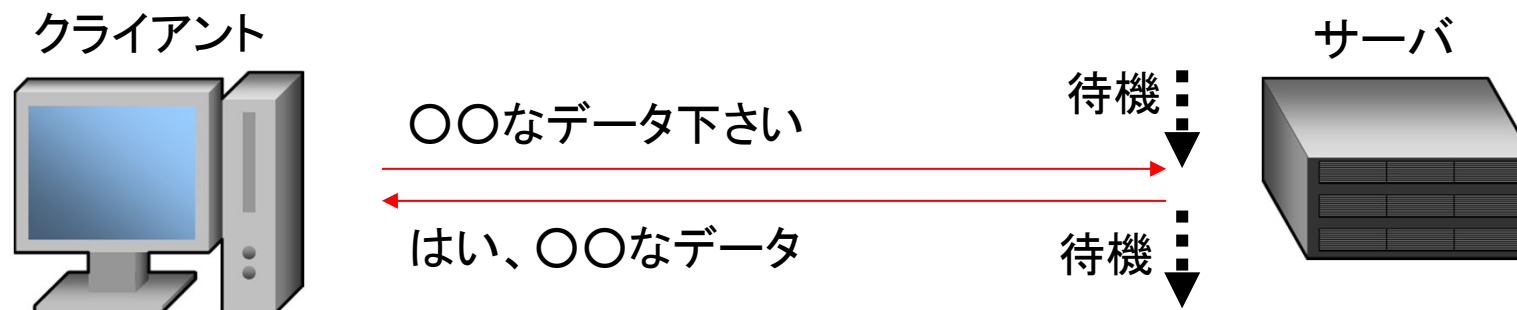 クライアント
サーバ
〇〇なデータ下さい
待機
はい、〇〇なデータ
待機